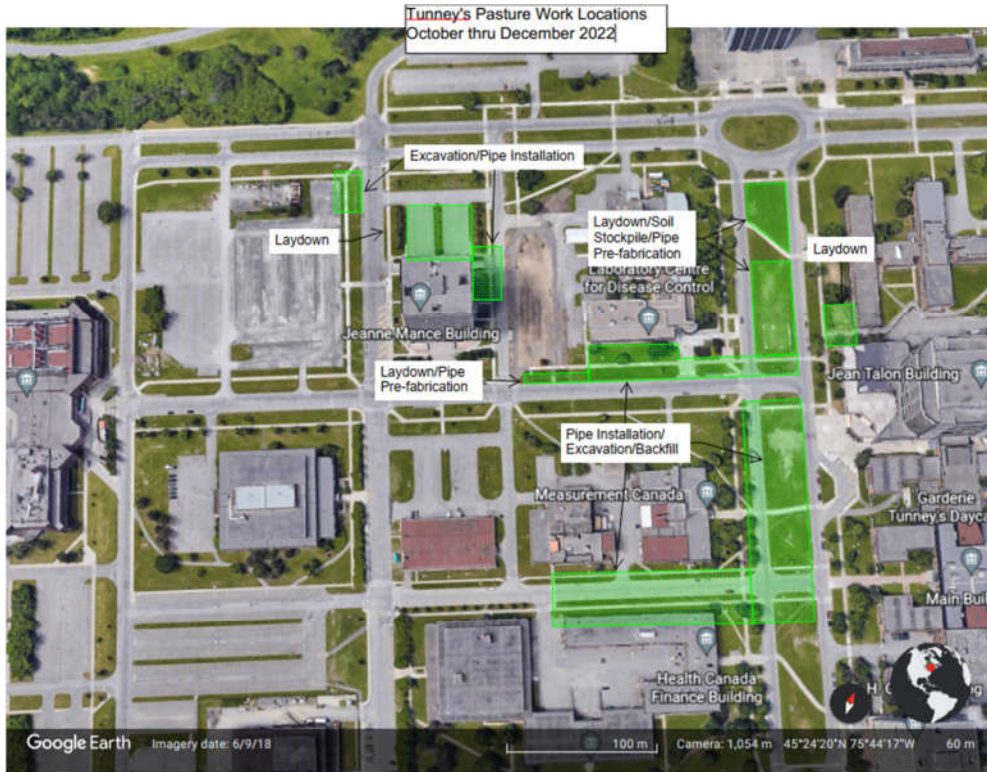 Tunney's Pasture Work Locations
October thru December 2022
Excavation/Pipe Installation
Laydown
Laydown/Soil
Stockpile/Pipe
Pre-fabrication
Laydown
Laboratory Centre
for Disease Control
Jeanne Mance Building
Laydown/Pipe
Pre-fabrication
Jean Talon Building
Pipe Installation/
Excavation/Backfill
Measurement Canada
Garderie
Tunney's Dayca
Main Buil
Health Canada
Finance Building
Google Earth
Imagery date: 6/9/18
100 m
Camera: 1,054 m
45°24'20"N 75°44'17"W
60 m